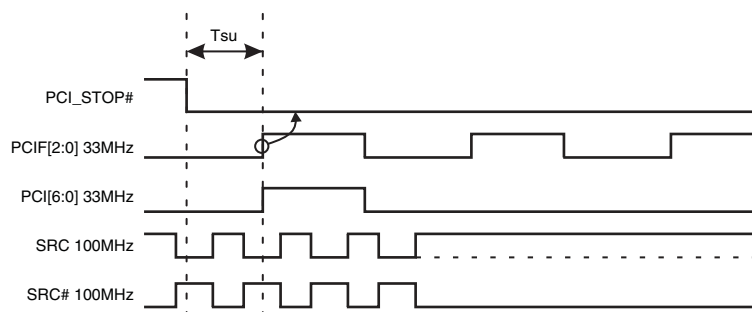 Tsu
PCI_STOP#
PCIF[2:0] 33MHz
PCI[6:0] 33MHz
SRC 100MHz
SRC# 100MHz